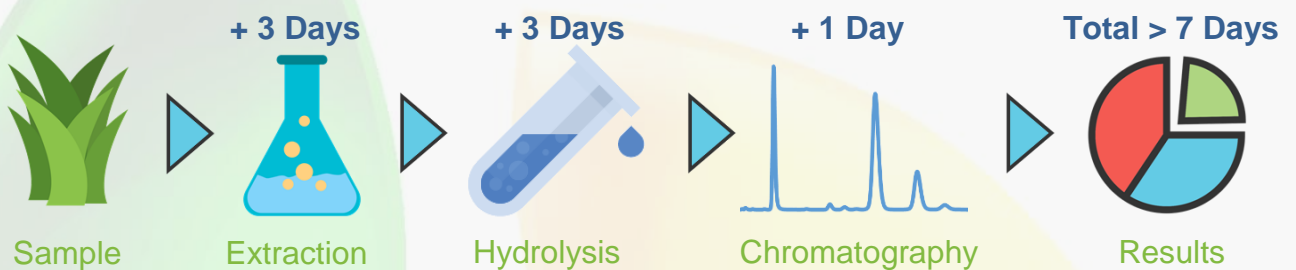 + 3 Days + 3 Days + 1 Day Total > 7 Days
Sample Extraction Hydrolysis Chromatography Results